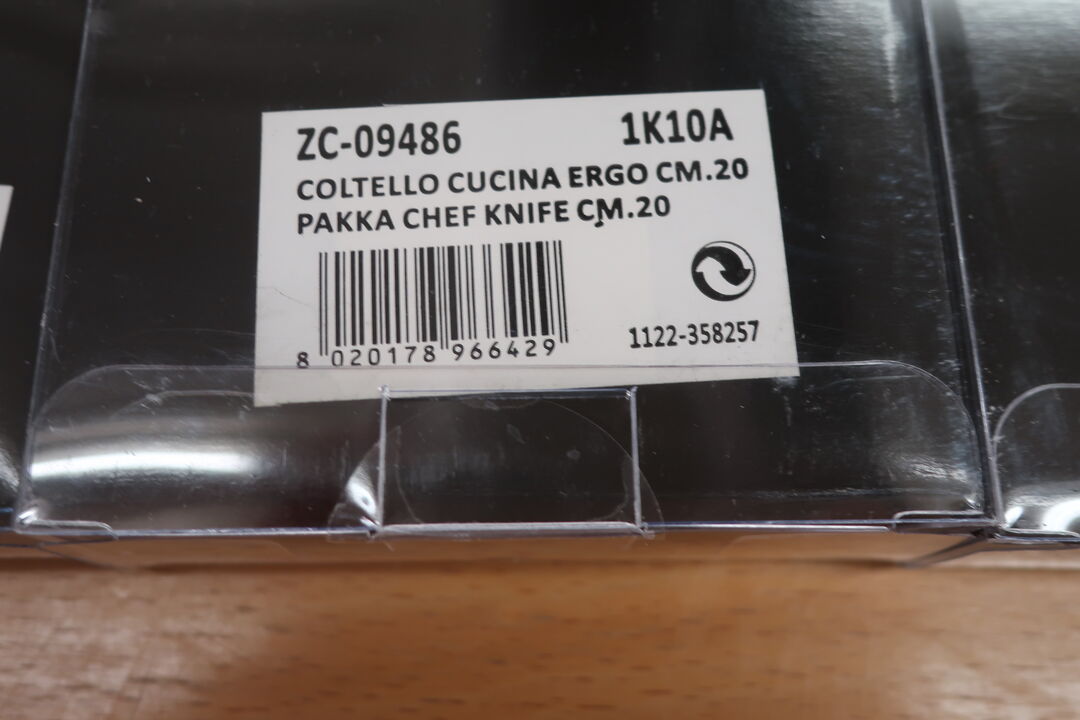 ZC-09486 1K10A
COLTELLO CUCINA ERGO CM.20
PAKKA CHEF KNIFE CM.20
8 020178 966429
1122-358257